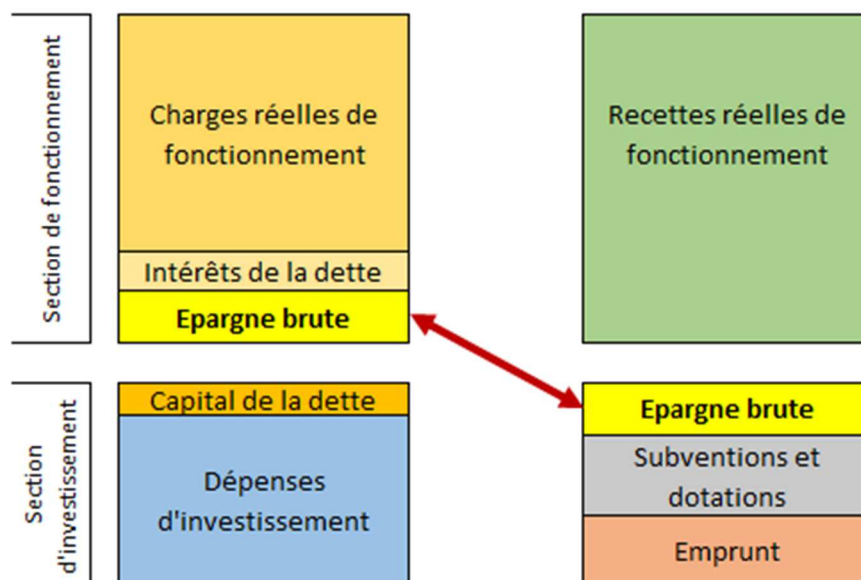 Section de fonctionnement
Charges réelles de
fonctionnement
Intérêts de la dette
Epargne brute
Recettes réelles de
fonctionnement
Section
d'investissement
Capital de la dette
Dépenses
d'investissement
Epargne brute
Subventions et
dotations
Emprunt